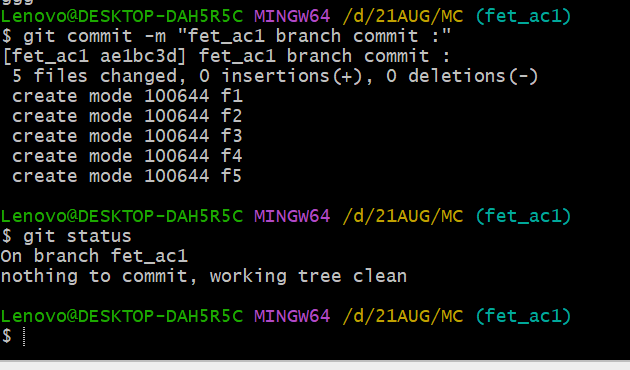 Lenovo@DESKTOP-DAH5R5C MINGW64 /d/21AUG/MC (fet_ac1)
$ git commit -m "fet_ac1 branch commit :"
[fet_ac1 ae1bc3d] fet_ac1 branch commit :
 5 files changed, 0 insertions(+), 0 deletions(-)
 create mode 100644 f1
 create mode 100644 f2
 create mode 100644 f3
 create mode 100644 f4
 create mode 100644 f5

Lenovo@DESKTOP-DAH5R5C MINGW64 /d/21AUG/MC (fet_ac1)
$ git status
On branch fet_ac1
nothing to commit, working tree clean

Lenovo@DESKTOP-DAH5R5C MINGW64 /d/21AUG/MC (fet_ac1)
$